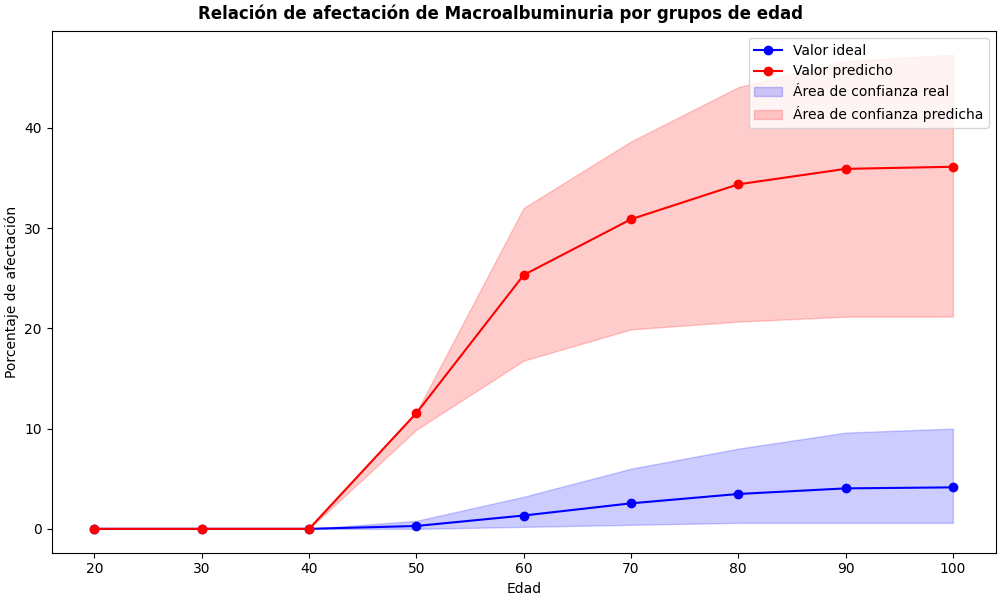 Relación de afectación de Macroalbuminuria por grupos de edad
Valor ideal
Valor predicho
Área de confianza real
Área de confianza predicha
Porcentaje de afectación
40
30
20
10
0
20 30 40 50 60 70 80 90 100
Edad